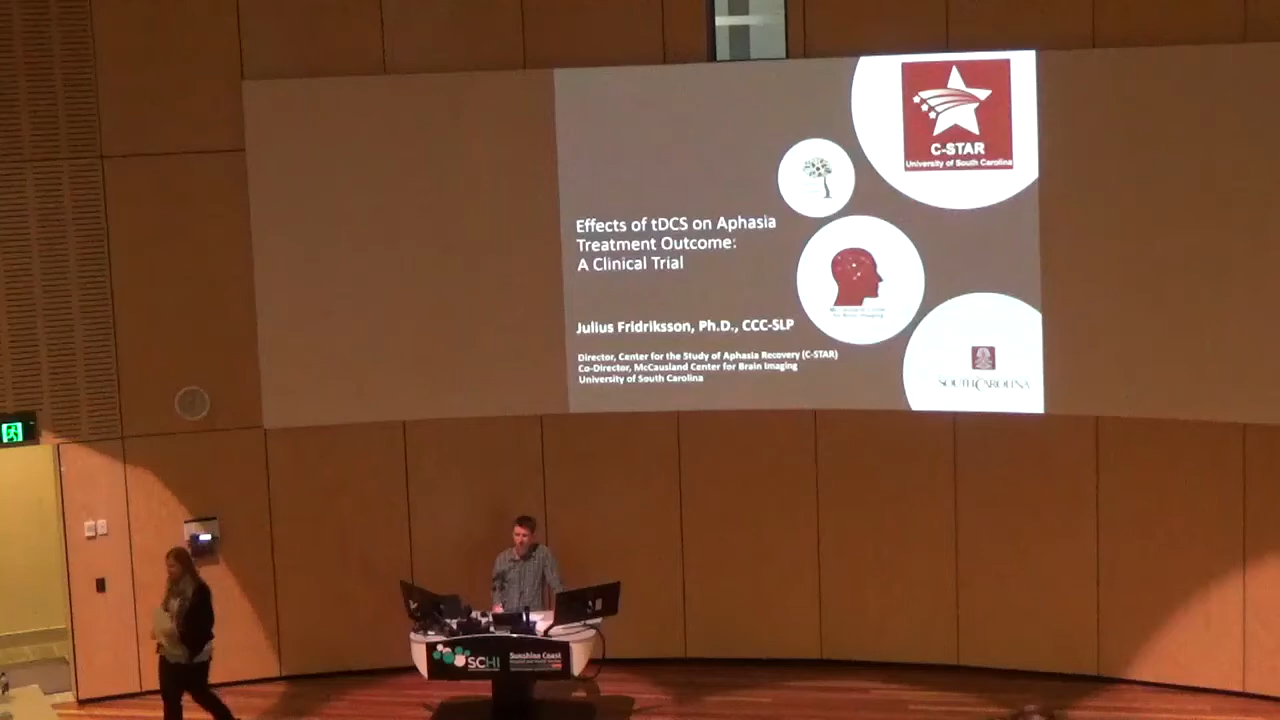 C-STAR
University of South Carolina
Effects of tDCS on Aphasia
Treatment Outcome:
A Clinical Trial
Julius Fridriksson, Ph.D., CCC-SLP
Director, Center for the Study of Aphasia Recovery (C-STAR)
Co-Director, McCausland Center for Brain Imaging
University of South Carolina
SOUTH CAROLINA
SCHI
Sunshine Coast